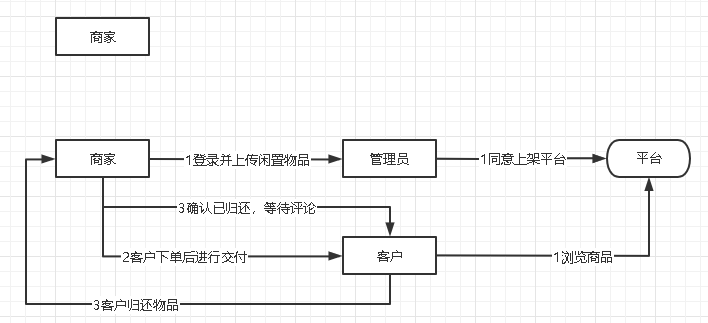 商家
商家
1登录并上传闲置物品
管理员
1同意上架平台
平台
3确认已归还，等待评论
2客户下单后进行交付
客户
1浏览商品
3客户归还物品